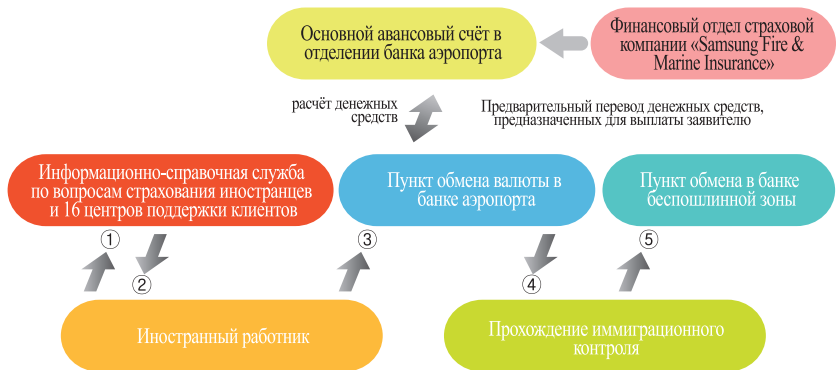 Основной авансовый счёт в
отделении банка аэропорта
Финансовый отдел страховой
компании «Samsung Fire &
Marine Insurance»
расчёт денежных
средств
Предварительный перевод денежных средств,
предназначенных для выплаты заявителю
Информационно-справочная служба
по вопросам страхования иностранцев
и 16 центров поддержки клиентов
Пункт обмена валюты в
банке аэропорта
Пункт обмена в банке
беспошлинной зоны
①
②
③
④
⑤
Иностранный работник
Прохождение иммиграционного
контроля